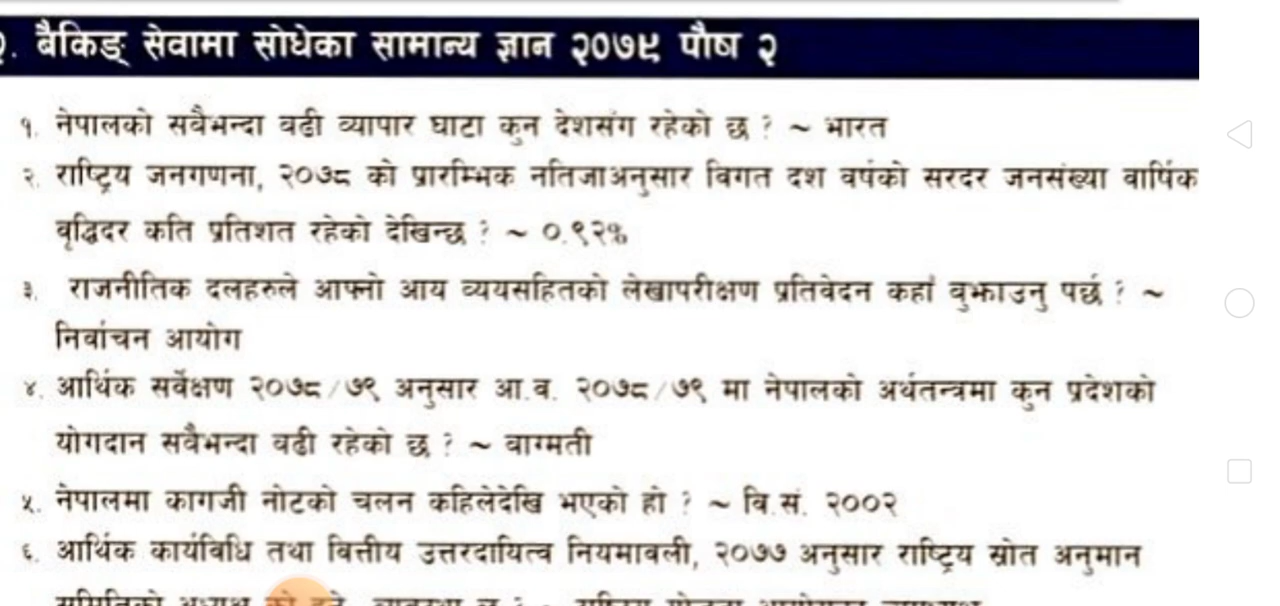 . बैकिङ् सेवामा सोधेका सामान्य ज्ञान २०७९ पौष २
१. नेपालको सबैभन्दा बढी व्यापार घाटा कुन देशसंग रहेको छ ? ~ भारत
२. राष्ट्रिय जनगणना, २०७८ को प्रारम्भिक नतिजाअनुसार विगत दश वर्षको सरदर जनसंख्या वार्षिक
वृद्धिदर कति प्रतिशत रहेको देखिन्छ ? ~ ०.९२%
३. राजनीतिक दलहरुले आफ्नो आय व्ययसहितको लेखापरीक्षण प्रतिवेदन कहाँ बुझाउनु पर्छ ? ~
निर्वाचन आयोग
४. आर्थिक सर्वेक्षण २०७८/७९ अनुसार आ.व. २०७८/७९ मा नेपालको अर्थतन्त्रमा कुन प्रदेशको
योगदान सबैभन्दा बढी रहेको छ ? ~ बाग्मती
५. नेपालमा कागजी नोटको चलन कहिलेदेखि भएको हो ? ~ वि.सं. २००२
६. आर्थिक कार्यविधि तथा वित्तीय उत्तरदायित्व नियमावली, २०७७ अनुसार राष्ट्रिय स्रोत अनुमान